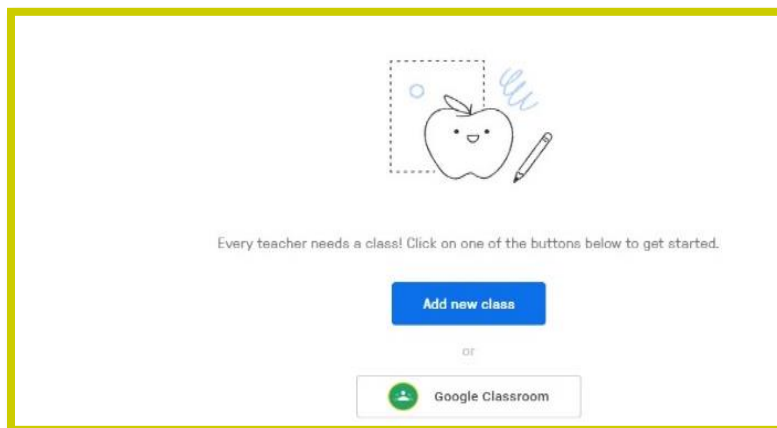 Every teacher needs a class! Click on one of the buttons below to get started.
Add new class
or
Google Classroom